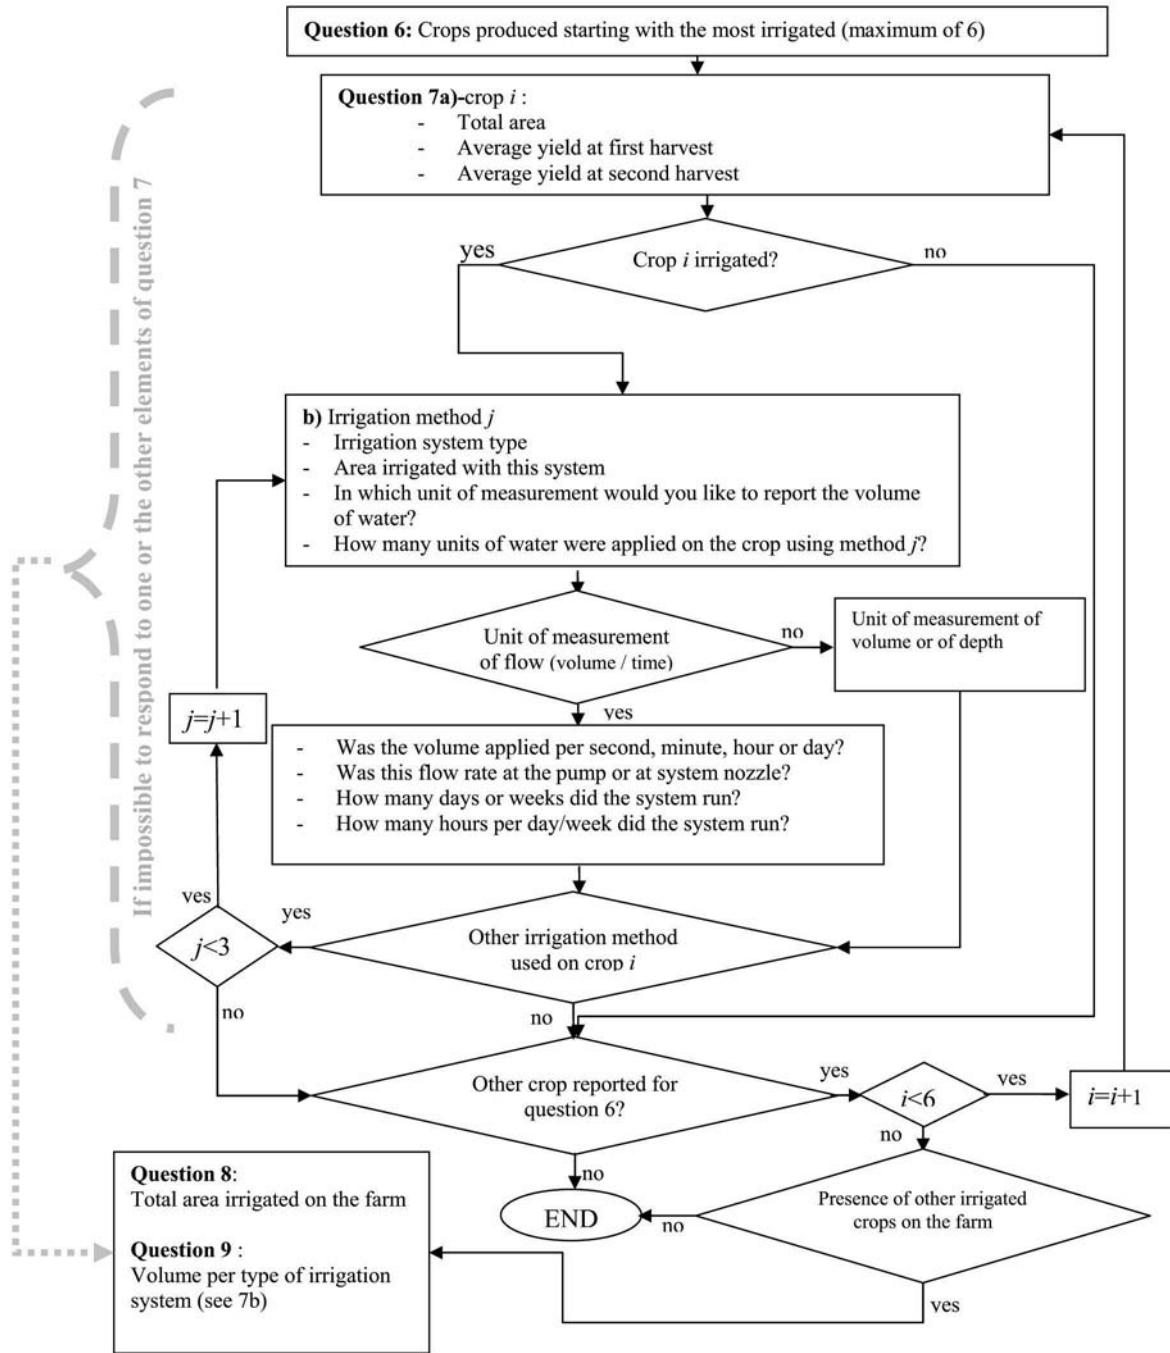 Question 6: Crops produced starting with the most irrigated (maximum of 6)
Question 7a)-crop i :
- Total area
- Average yield at first harvest
- Average yield at second harvest
yes
Crop i irrigated?
no
If impossible to respond to one or the other elements of question 7
b) Irrigation method j
- Irrigation system type
- Area irrigated with this system
- In which unit of measurement would you like to report the volume
of water?
- How many units of water were applied on the crop using method j?
Unit of measurement
of flow (volume / time)
no
Unit of measurement of
volume or of depth
yes
j=j+1
- Was the volume applied per second, minute, hour or day?
- Was this flow rate at the pump or at system nozzle?
- How many days or weeks did the system run?
- How many hours per day/week did the system run?
yes
j<3
yes
Other irrigation method
used on crop i
no
no
Other crop reported for
question 6?
yes
i<6
yes
i=i+1
no
no
Presence of other irrigated
crops on the farm
no
END
yes
Question 8:
Total area irrigated on the farm
Question 9 :
Volume per type of irrigation
system (see 7b)